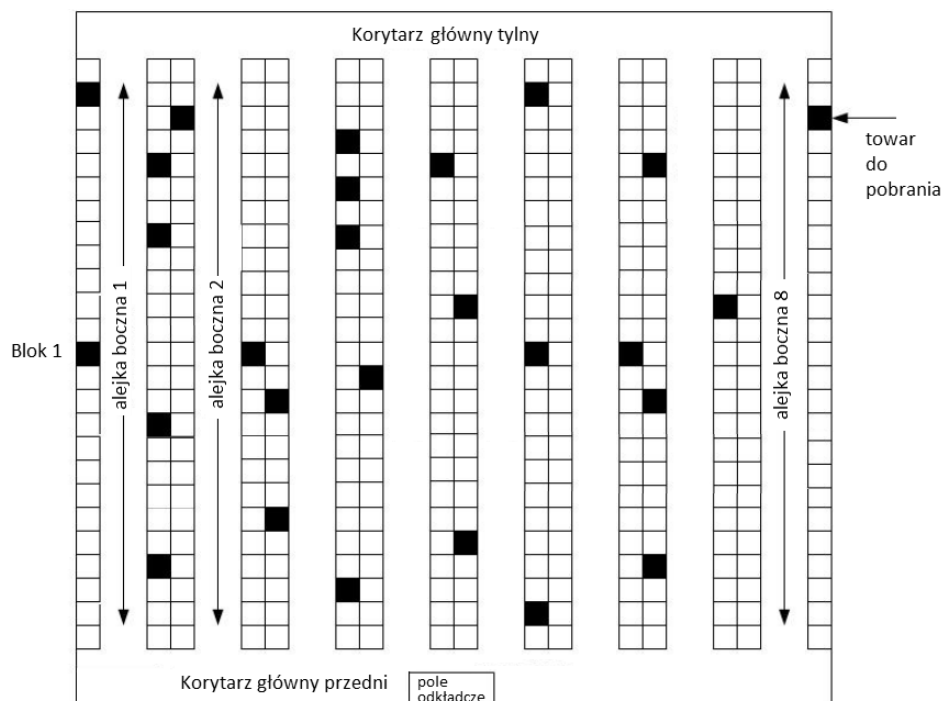 Korytarz główny tylny
towar
do
pobrania
Blok 1
alejka boczna 1
alejka boczna 2
alejka boczna 8
Korytarz główny przedni
pole
odkładcze